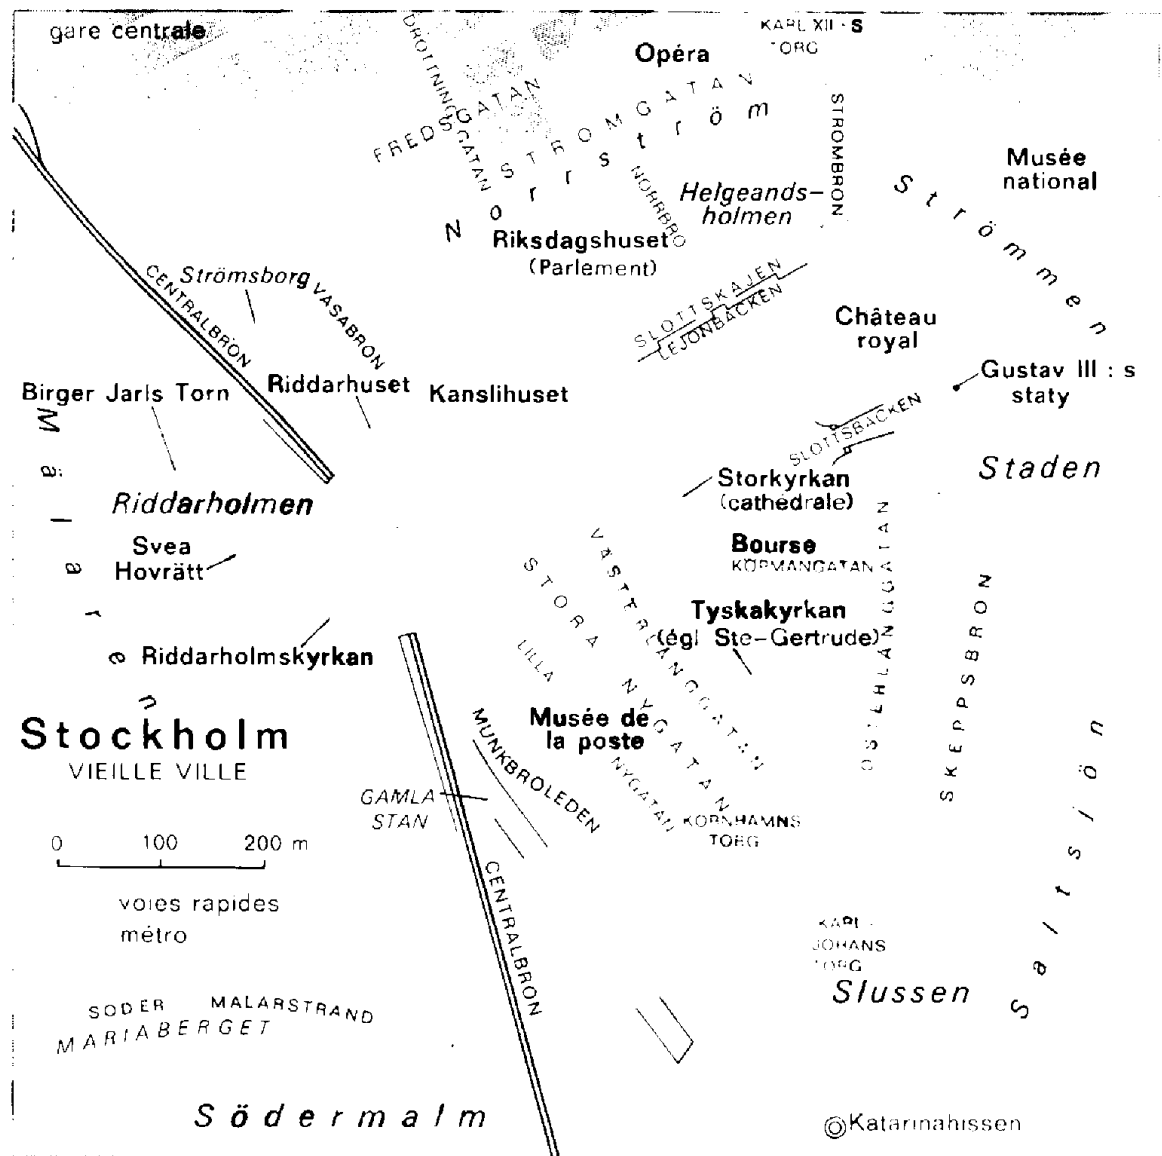 gare centrale
KARL XII : S
TORG
Opéra
DROTTNING
GATAN
FREDSGATAN
STROMGATAN
Norrström
NORRBRO
STROMBRON
Musée
national
Helgeands-
holmen
Strömmen
Riksdagshuset
(Parlement)
Strömsborg
VASABRON
CENTRALBRON
SLOTTSKAJEN
LEJONBACKEN
Château
royal
Gustav III : s
staty
Birger Jarls Torn
Riddarhuset
Kanslihuset
SLOTTSBACKEN
Mälaren
Staden
Storkyrkan
(cathédrale)
Riddarholmen
Svea
Hovrätt
Bourse
KÖPMANGATAN
VÄSTERLÅNGGATAN
STORA NYGATAN
LILLA
NYGATAN
Tyskakyrkan
(égl Ste-Gertrude)
OSTERLÅNGGATAN
SKEPPSBRON
Riddarholmskyrkan
Stockholm
VIEILLE VILLE
Musée de
la poste
MUNKBROLEDEN
GAMLA
STAN
KORNHAMNS
TORG
Saltsjön
0 100 200 m
voies rapides
métro
CENTRALBRON
KARL
JOHANS
TORG
Slussen
SODER MALARSTRAND
MARIABERGET
Södermalm
Katarinahissen